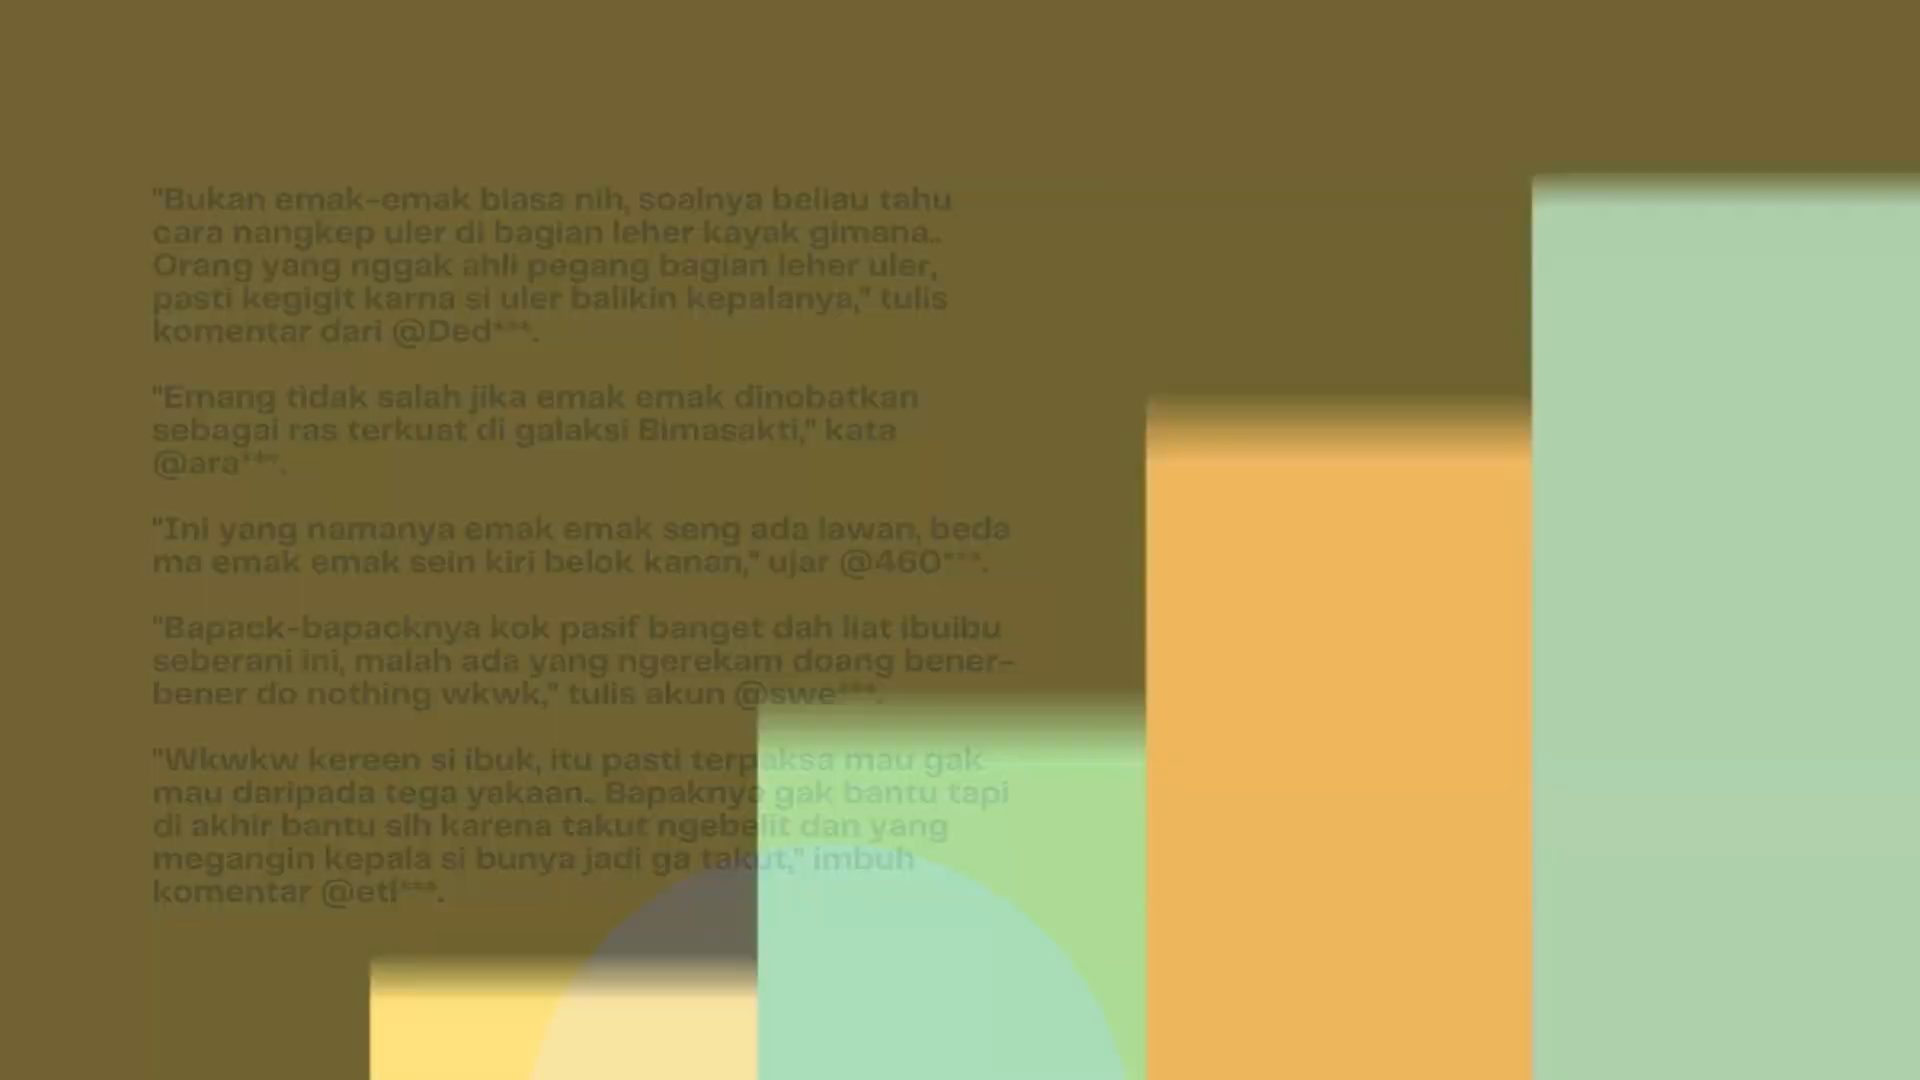 "Bukan emak-emak biasa nih, soalnya beliau tahu
cara nangkep uler di bagian leher kayak gimana..
Orang yang nggak ahli pegang bagian leher uler,
pasti kegigit karna si uler balikin kepalanya," tulis
komentar dari @Ded***.
"Emang tidak salah jika emak emak dinobatkan
sebagai ras terkuat di galaksi Bimasakti," kata
@ara***.
"Ini yang namanya emak emak seng ada lawan, beda
ma emak emak sein kiri belok kanan," ujar @460***.
"Bapack-bapacknya kok pasif banget dah liat ibuibu
seberani ini, malah ada yang ngerekam doang bener-
bener do nothing wkwk," tulis akun @swe***.
"Wkwkw kereen si ibuk, itu pasti terpaksa mau gak
mau daripada tega yakaan.. Bapaknya gak bantu tapi
di akhir bantu sih karena takut ngebelit dan yang
megangin kepala si bunya jadi ga takut," imbuh
komentar @etl***.